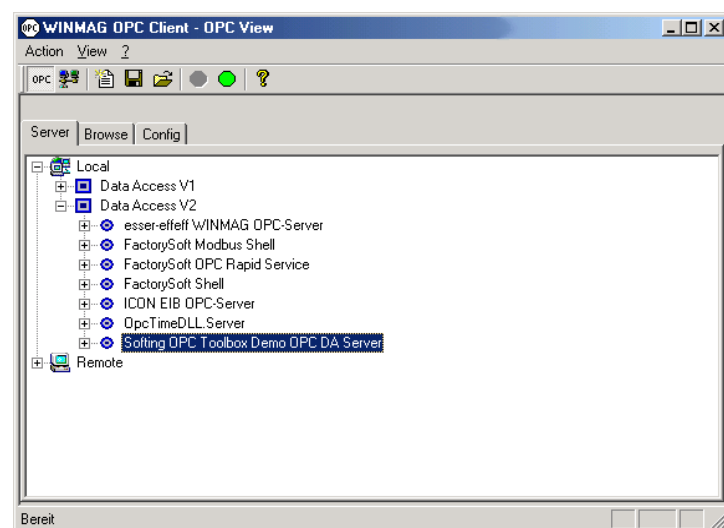 OPC WINMAG OPC Client - OPC View
Action View ?
OPC
Server Browse Config
Local
Data Access V1
Data Access V2
esser-effeff WINMAG OPC-Server
FactorySoft Modbus Shell
FactorySoft OPC Rapid Service
FactorySoft Shell
ICON EIB OPC-Server
OpcTimeDLL.Server
Softing OPC Toolbox Demo OPC DA Server
Remote
Bereit